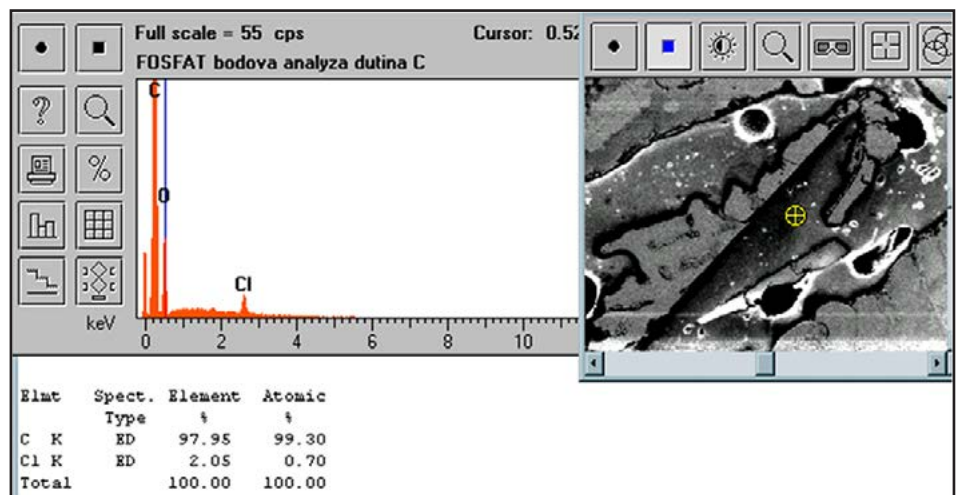 Full scale = 55 cps Cursor: 0.52
FOSFAT bodova analyza dutina C
C
O
Cl
keV
0 2 4 6 8 10
?
%
Elmt Spect. Element Atomic
Type % %
C K ED 97.95 99.30
Cl K ED 2.05 0.70
Total 100.00 100.00